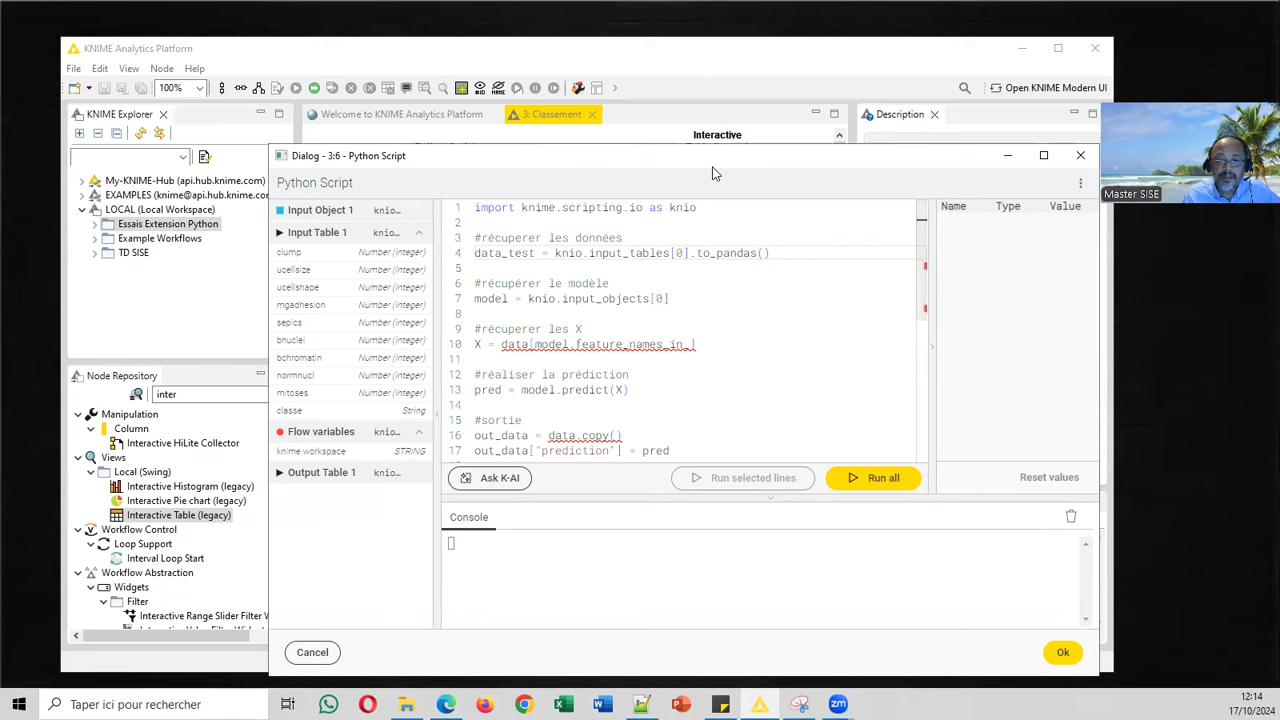 KNIME Analytics Platform
File Edit View Node Help
100%
Open KNIME Modern UI
KNIME Explorer
Welcome to KNIME Analytics Platform
3: Classement
Description
Interactive
My-KNIME-Hub (api.hub.knime.com)
EXAMPLES (knime@api.hub.knime.co
LOCAL (Local Workspace)
Essais Extension Python
Example Workflows
TD SISE
Node Repository
inter
Manipulation
Column
Interactive HiLite Collector
Views
Local (Swing)
Interactive Histogram (legacy)
Interactive Pie chart (legacy)
Interactive Table (legacy)
Workflow Control
Loop Support
Interval Loop Start
Workflow Abstraction
Widgets
Filter
Interactive Range Slider Filter W
Dialog - 3:6 - Python Script
Python Script
Input Object 1 knio...
Input Table 1 knio...
clump Number (integer)
ucellsize Number (integer)
ucellshape Number (integer)
mgadhesion Number (integer)
sepics Number (integer)
bnuclei Number (integer)
bchromatin Number (integer)
normnucl Number (integer)
mitoses Number (integer)
classe String
Flow variables knio...
knime.workspace STRING
Output Table 1 knio...
1 import knime.scripting.io as knio
2
3 #récuperer les données
4 data_test = knio.input_tables[0].to_pandas()
5
6 #récupérer le modèle
7 model = knio.input_objects[0]
8
9 #récuperer les X
10 X = data[model.feature_names_in_]
11
12 #réaliser la prédiction
13 pred = model.predict(X)
14
15 #sortie
16 out_data = data.copy()
17 out_data["prediction"] = pred
Name Type Value
Ask K-AI
Run selected lines
Run all
Reset values
Console
Cancel
Ok
Master SISE
Taper ici pour rechercher
12:14
17/10/2024